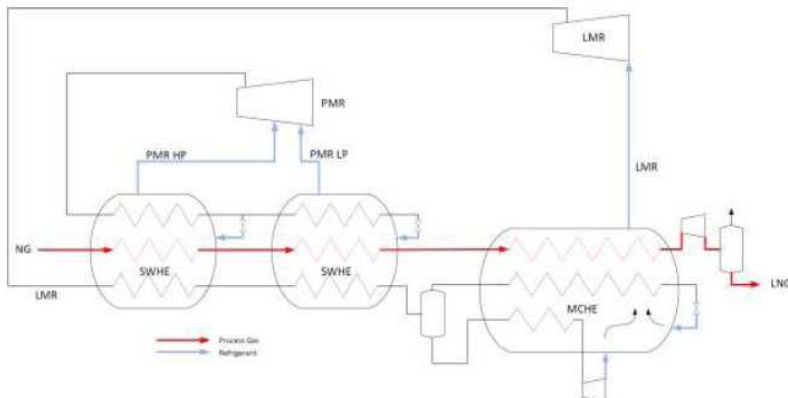 LMR
PMR
PMR HP
PMR LP
LMR
NG
SWHE
SWHE
MCHE
LNG
LMR
Process Gas
Refrigerant